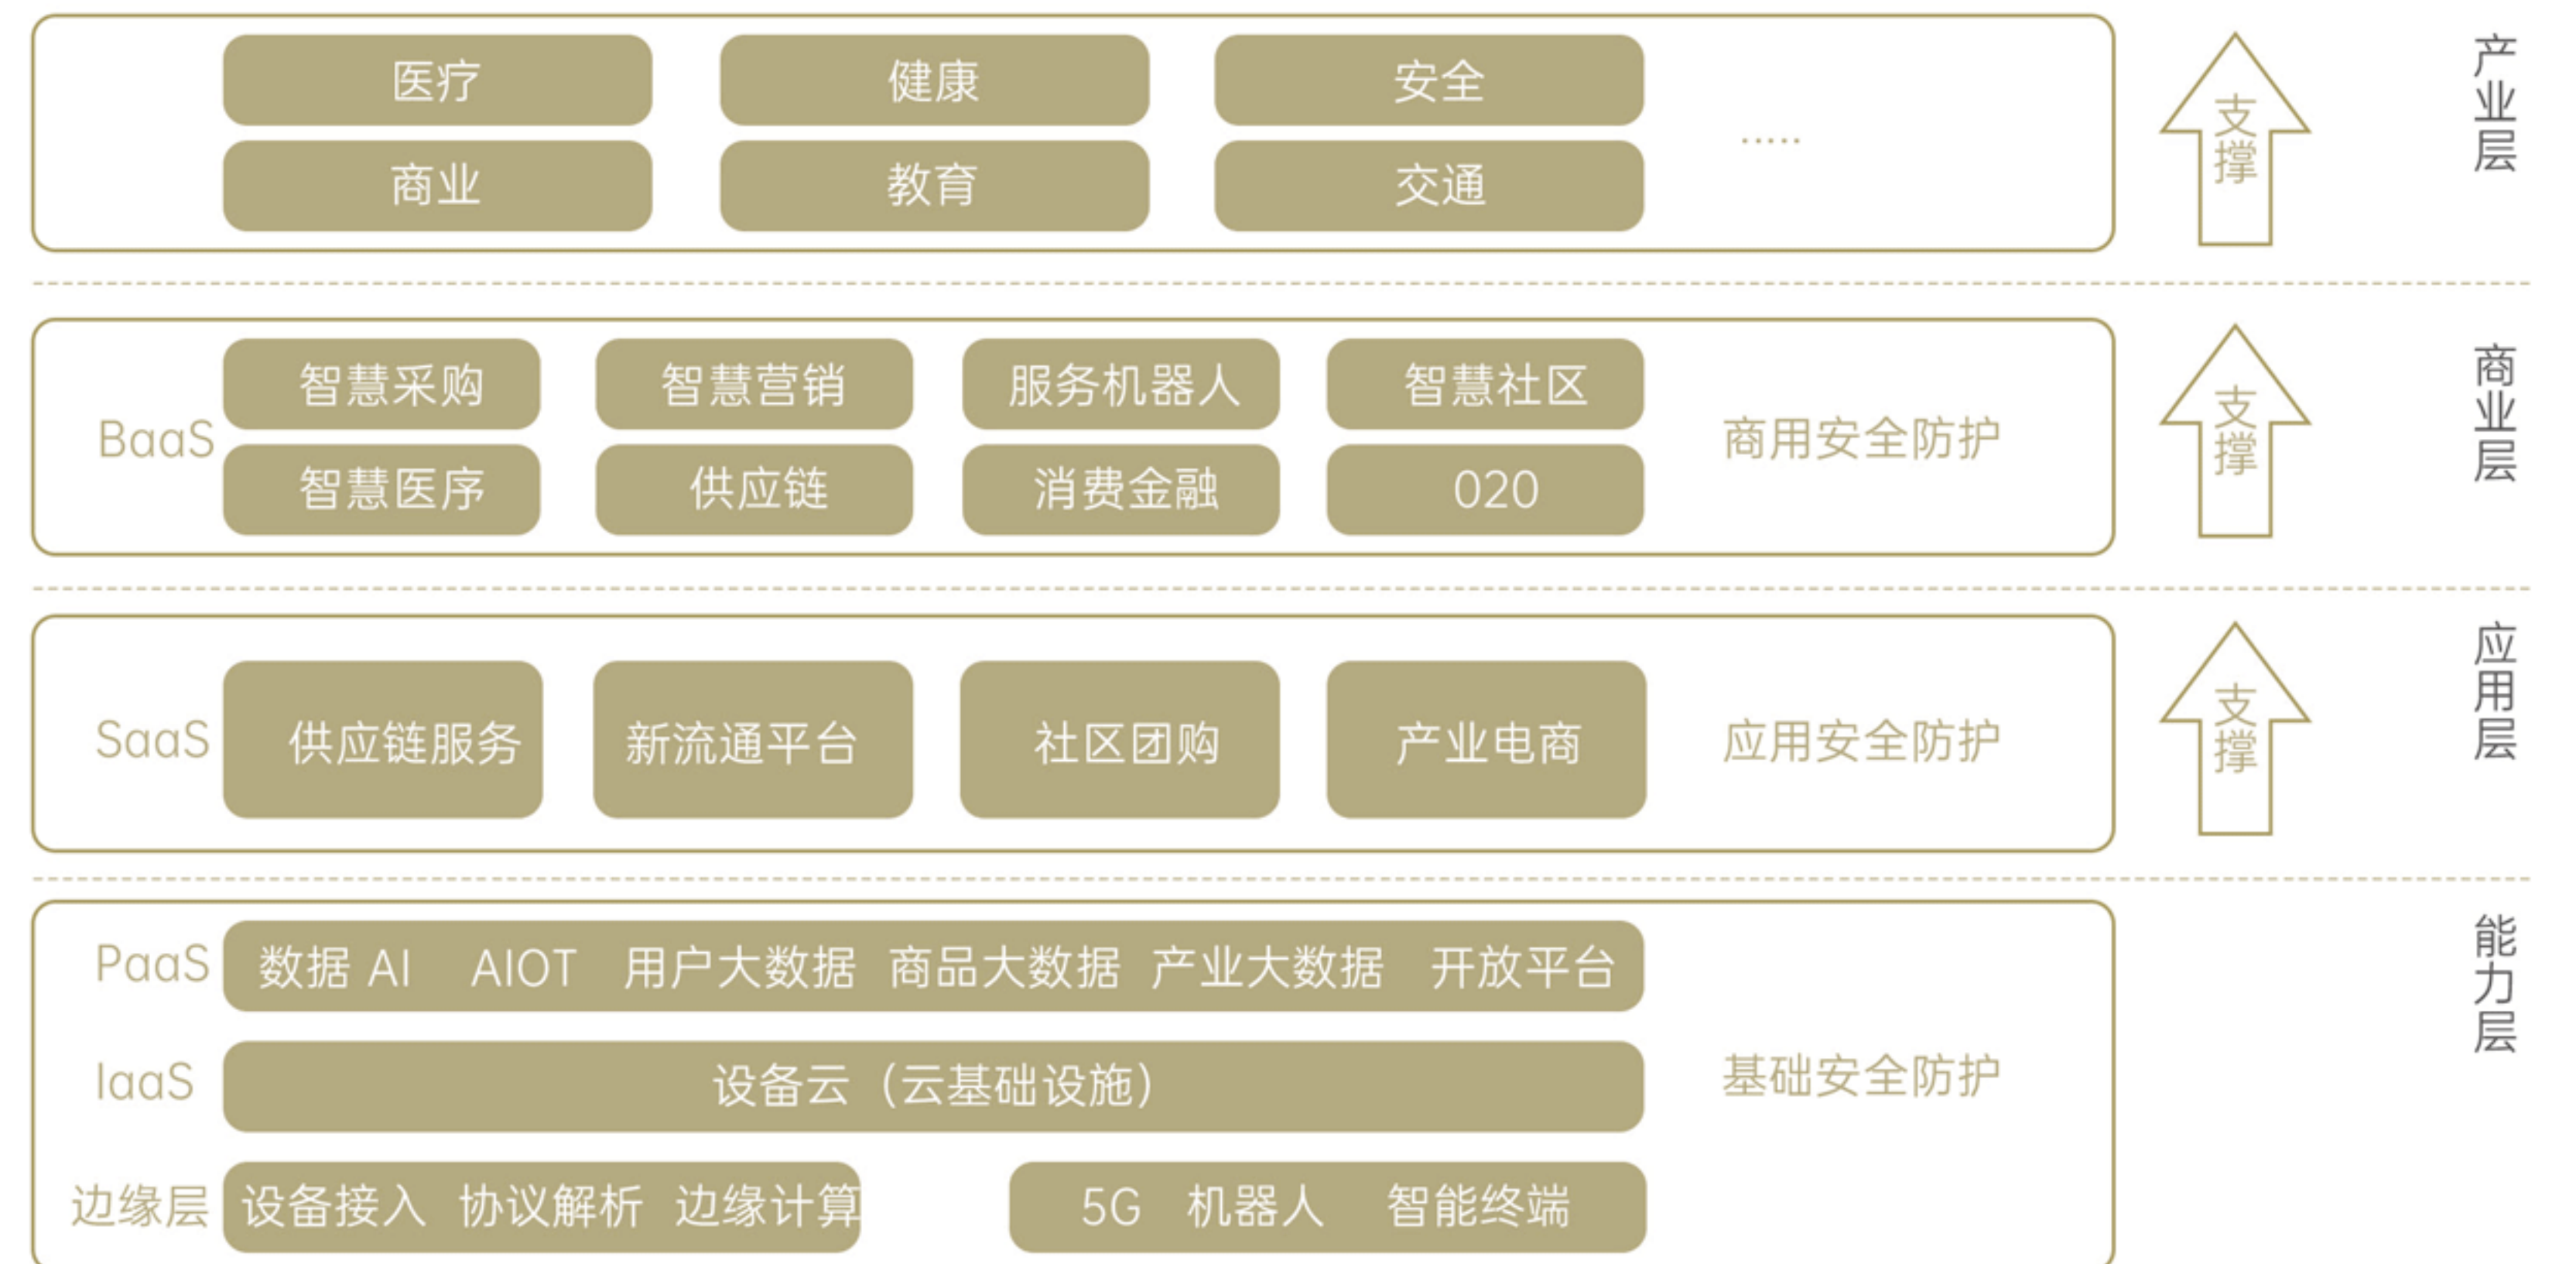 医疗 健康 安全
.....
商业 教育 交通
支撑
产业层
BaaS
智慧采购 智慧营销 服务机器人 智慧社区
智慧医序 供应链 消费金融 020
商用安全防护
支撑
商业层
SaaS
供应链服务 新流通平台 社区团购 产业电商
应用安全防护
支撑
应用层
PaaS
数据 AI AIOT 用户大数据 商品大数据 产业大数据 开放平台
IaaS
设备云（云基础设施）
基础安全防护
边缘层
设备接入 协议解析 边缘计算
5G 机器人 智能终端
能力层